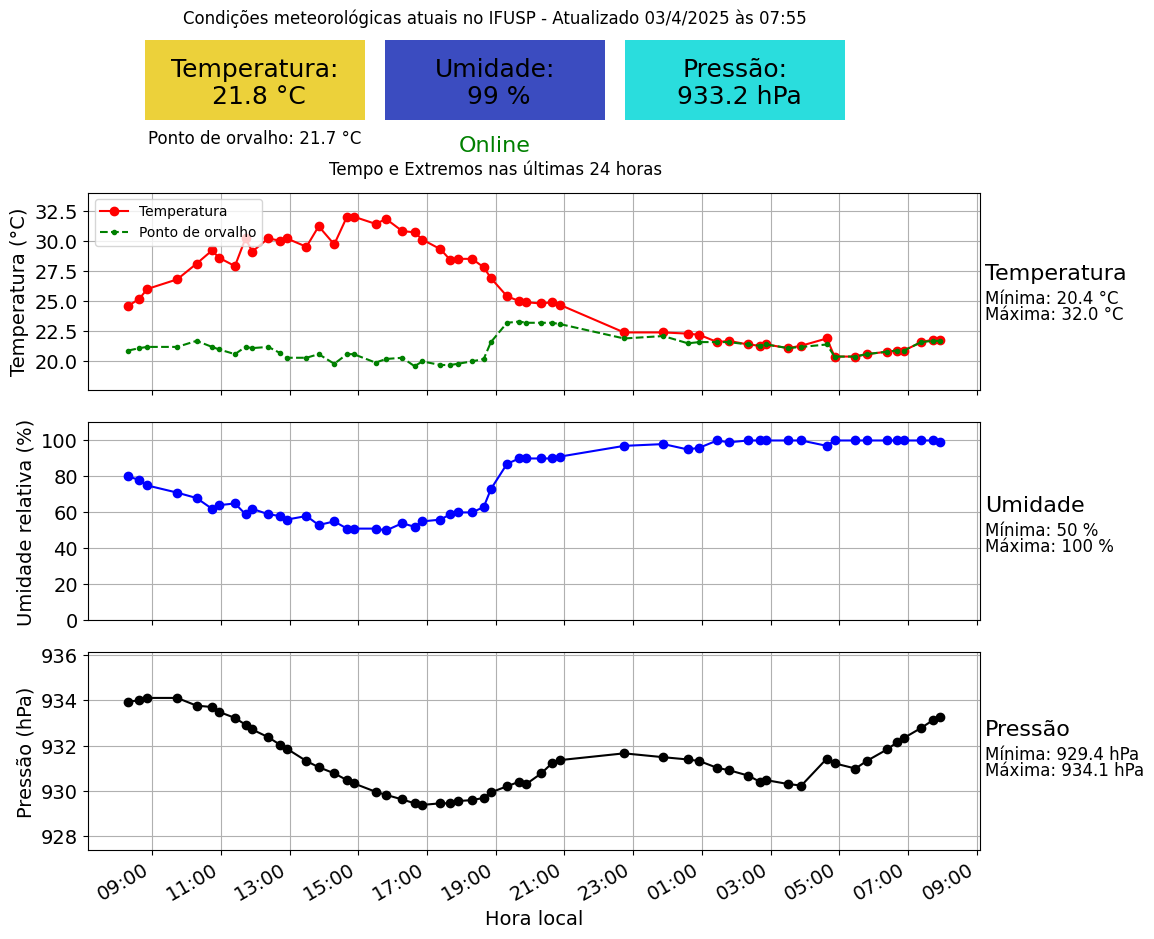 Condições meteorológicas atuais no IFUSP - Atualizado 03/4/2025 às 07:55
Temperatura:
21.8 °C
Umidade:
99 %
Pressão:
933.2 hPa
Ponto de orvalho: 21.7 °C
Online
Tempo e Extremos nas últimas 24 horas
Temperatura (°C)
32.5
30.0
27.5
25.0
22.5
20.0
Temperatura
Ponto de orvalho
Temperatura
Mínima: 20.4 °C
Máxima: 32.0 °C
Umidade relativa (%)
100
80
60
40
20
0
Umidade
Mínima: 50 %
Máxima: 100 %
Pressão (hPa)
936
934
932
930
928
Pressão
Mínima: 929.4 hPa
Máxima: 934.1 hPa
09:00 11:00 13:00 15:00 17:00 19:00 21:00 23:00 01:00 03:00 05:00 07:00 09:00
Hora local